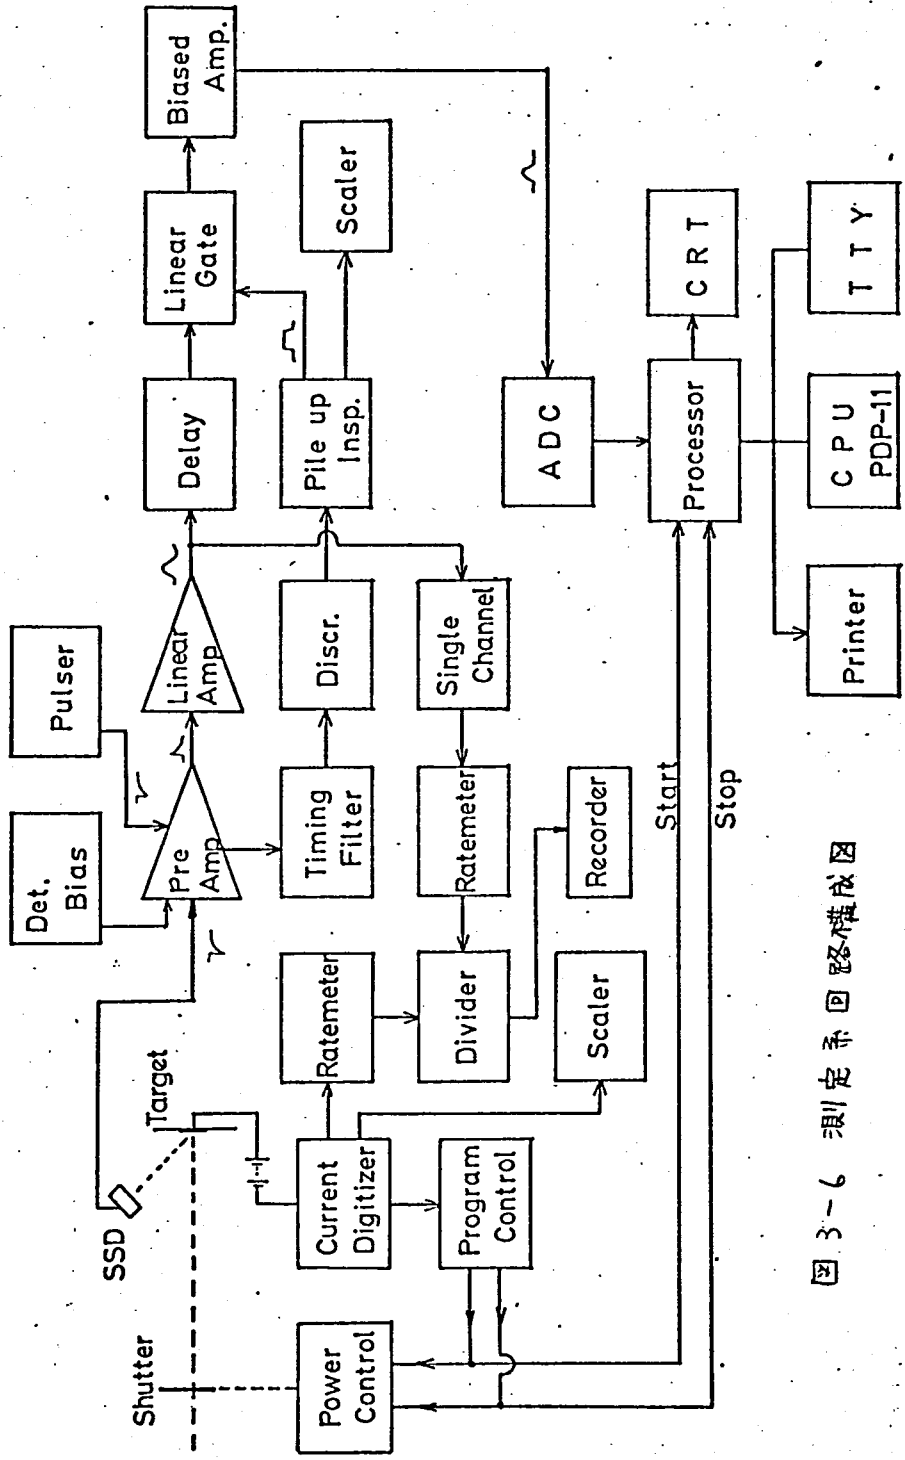 Shutter
SSD
Target
Det.
Bias
Pulser
Pre
Amp
Linear
Amp
Delay
Linear
Gate
Biased
Amp.
Timing
Filter
Discr.
Pile up
Insp.
Scaler
Power
Control
Current
Digitizer
Ratemeter
Program
Control
Divider
Ratemeter
Single
Channel
ADC
Scaler
Recorder
Start
Stop
Processor
CRT
Printer
CPU
PDP-11
TTY
図 3-6 測定系回路構成図